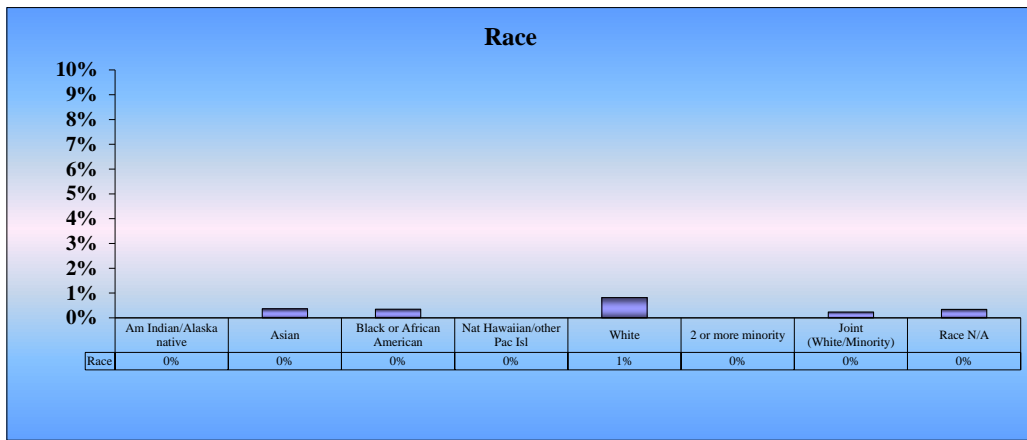 Race
10%
9%
8%
7%
6%
5%
4%
3%
2%
1%
0%
Am Indian/Alaska native
Asian
Black or African American
Nat Hawaiian/other Pac Isl
White
2 or more minority
Joint (White/Minority)
Race N/A
Race 0% 0% 0% 0% 1% 0% 0% 0%